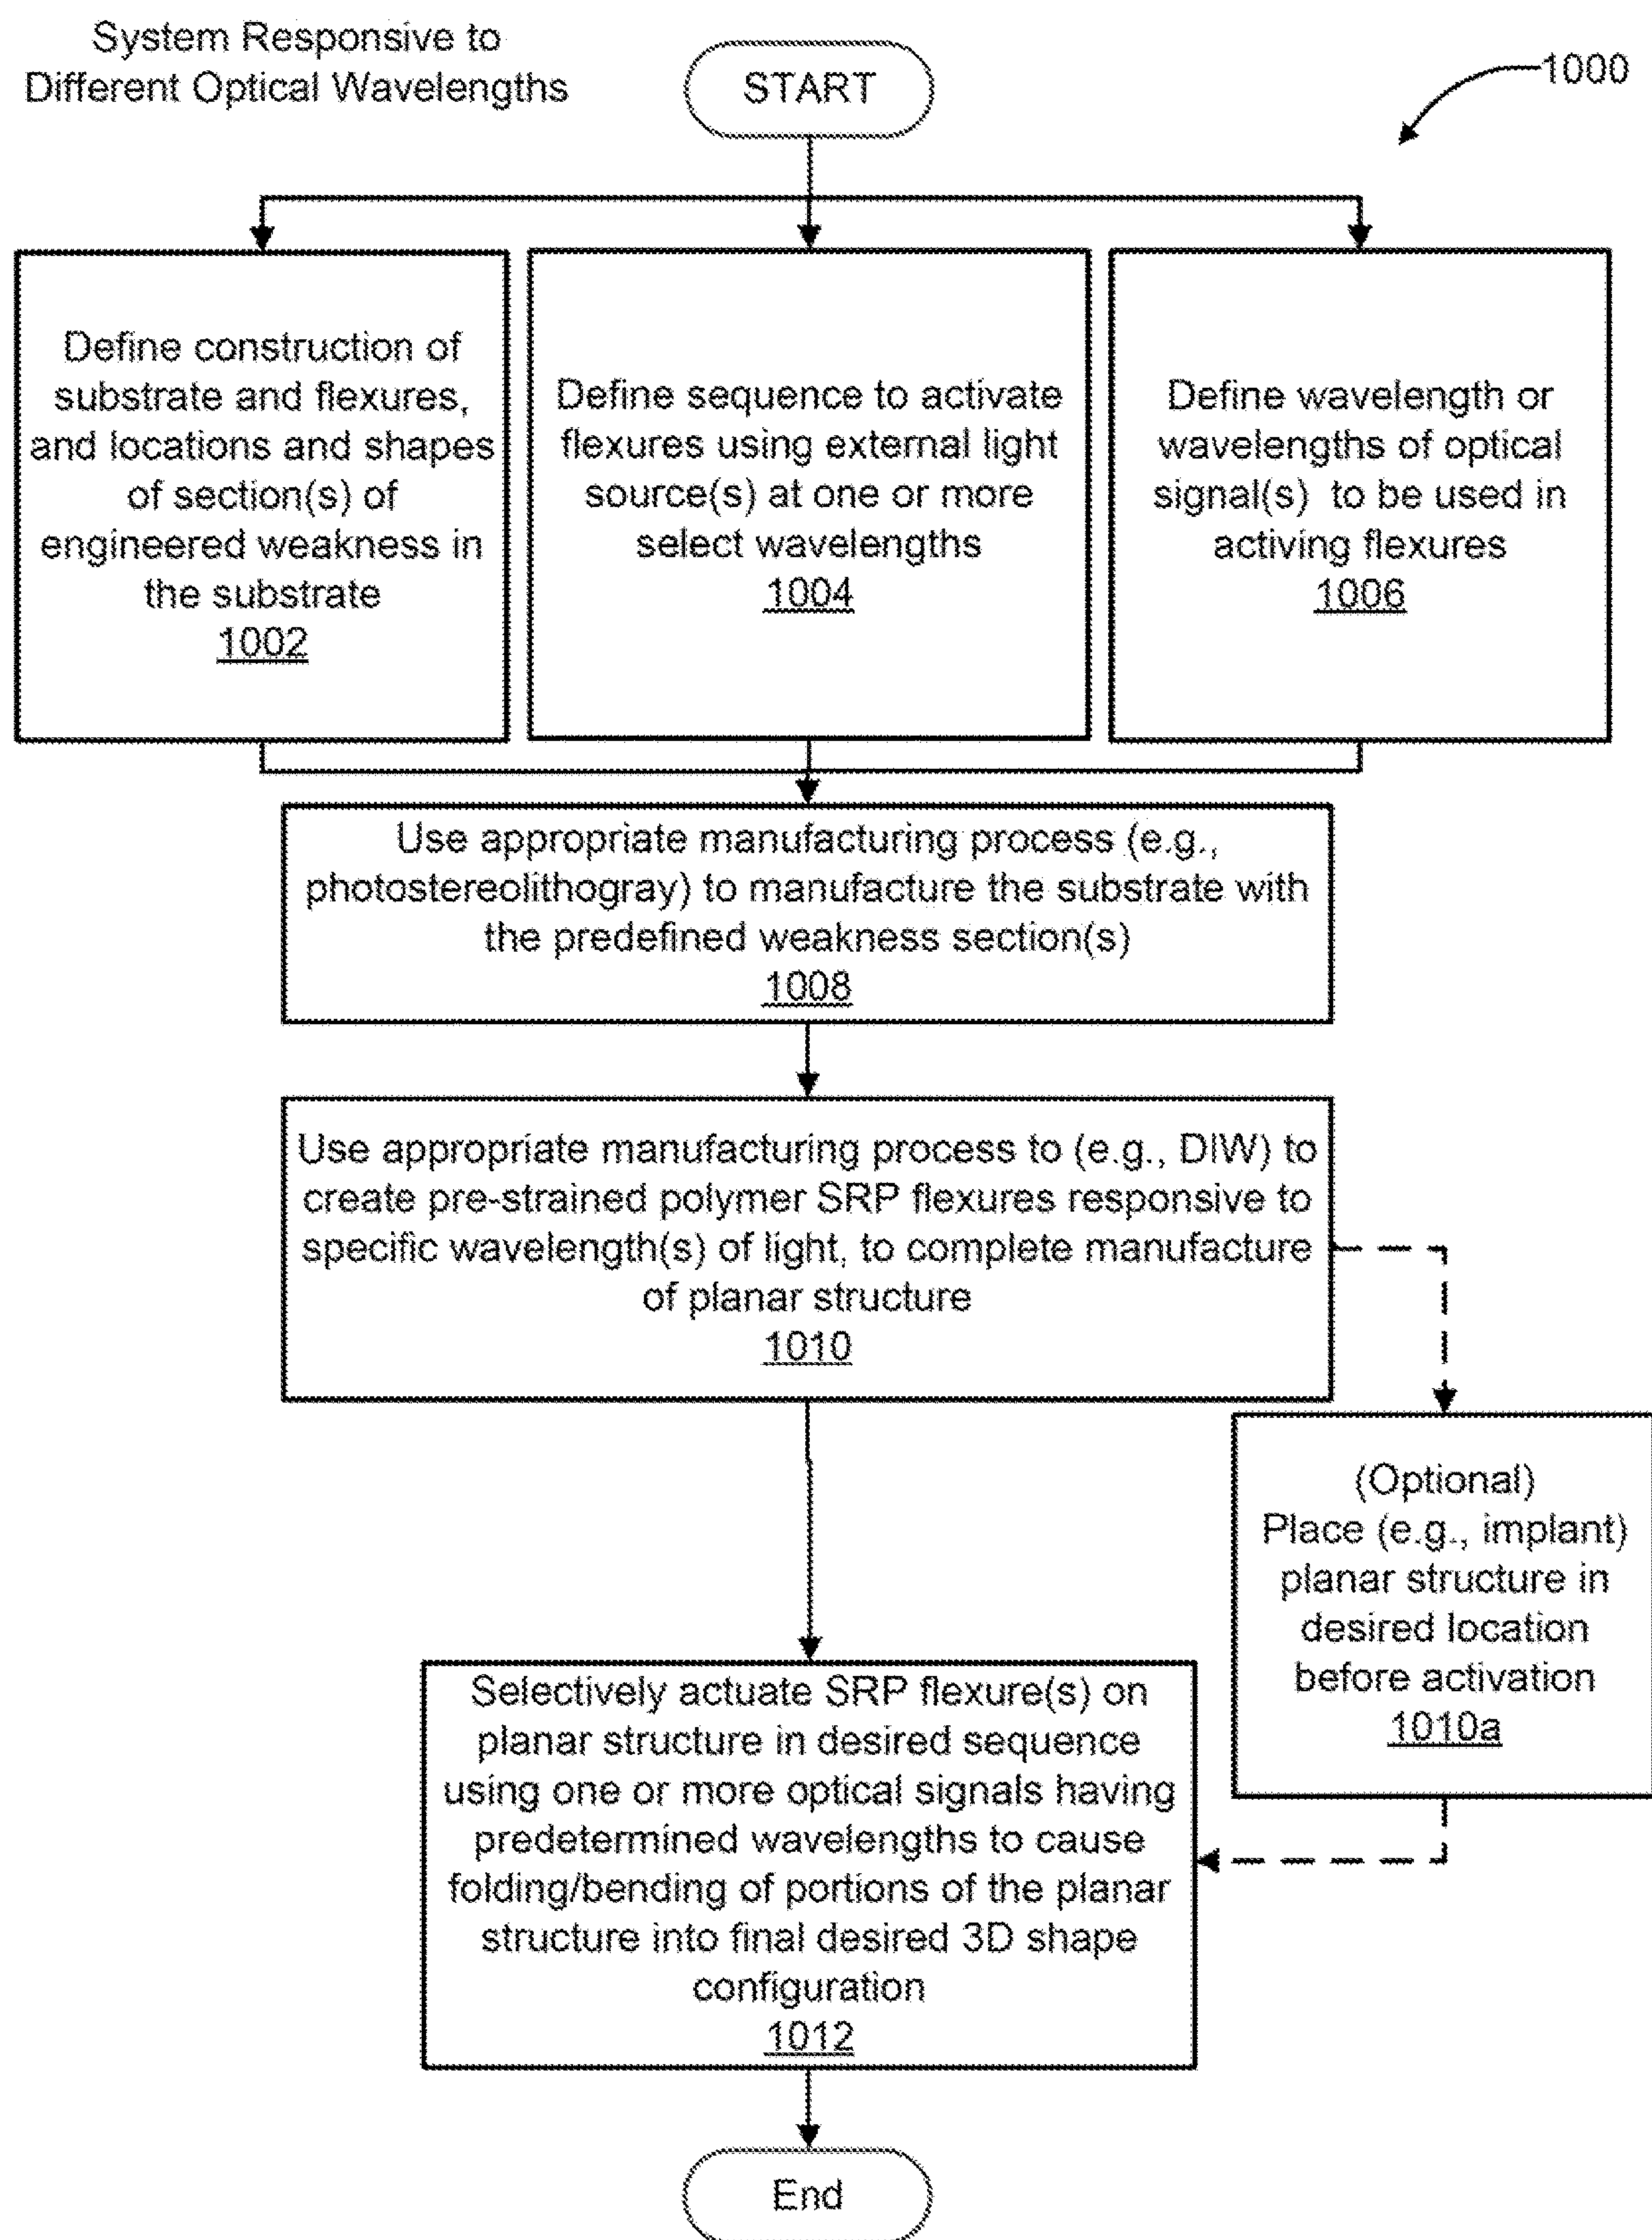 System Responsive to
Different Optical Wavelengths
START
1000
Define construction of
substrate and flexures,
and locations and shapes
of section(s) of
engineered weakness in
the substrate
1002
Define sequence to activate
flexures using external light
source(s) at one or more
select wavelengths
1004
Define wavelength or
wavelengths of optical
signal(s) to be used in
activing flexures
1006
Use appropriate manufacturing process (e.g.,
photostereolithogray) to manufacture the substrate with
the predefined weakness section(s)
1008
Use appropriate manufacturing process to (e.g., DIW) to
create pre-strained polymer SRP flexures responsive to
specific wavelength(s) of light, to complete manufacture
of planar structure
1010
(Optional)
Place (e.g., implant)
planar structure in
desired location
before activation
1010a
Selectively actuate SRP flexure(s) on
planar structure in desired sequence
using one or more optical signals having
predetermined wavelengths to cause
folding/bending of portions of the planar
structure into final desired 3D shape
configuration
1012
End